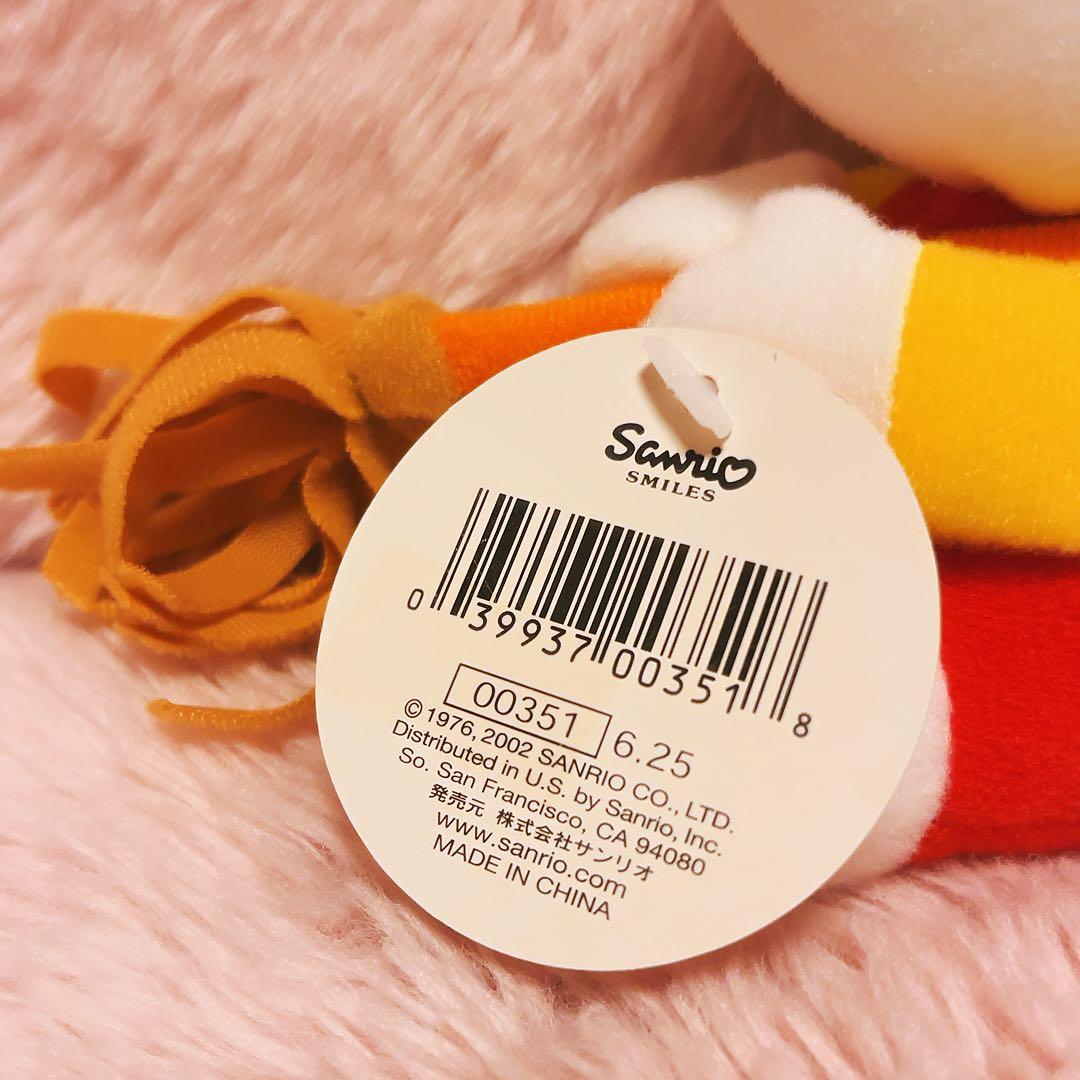 Sanrio
SMILES
0 39937 00351 8
00351 6.25
© 1976, 2002 SANRIO CO., LTD.
Distributed in U.S. by Sanrio, Inc.
So. San Francisco, CA 94080
発売元 株式会社サンリオ
www.sanrio.com
MADE IN CHINA